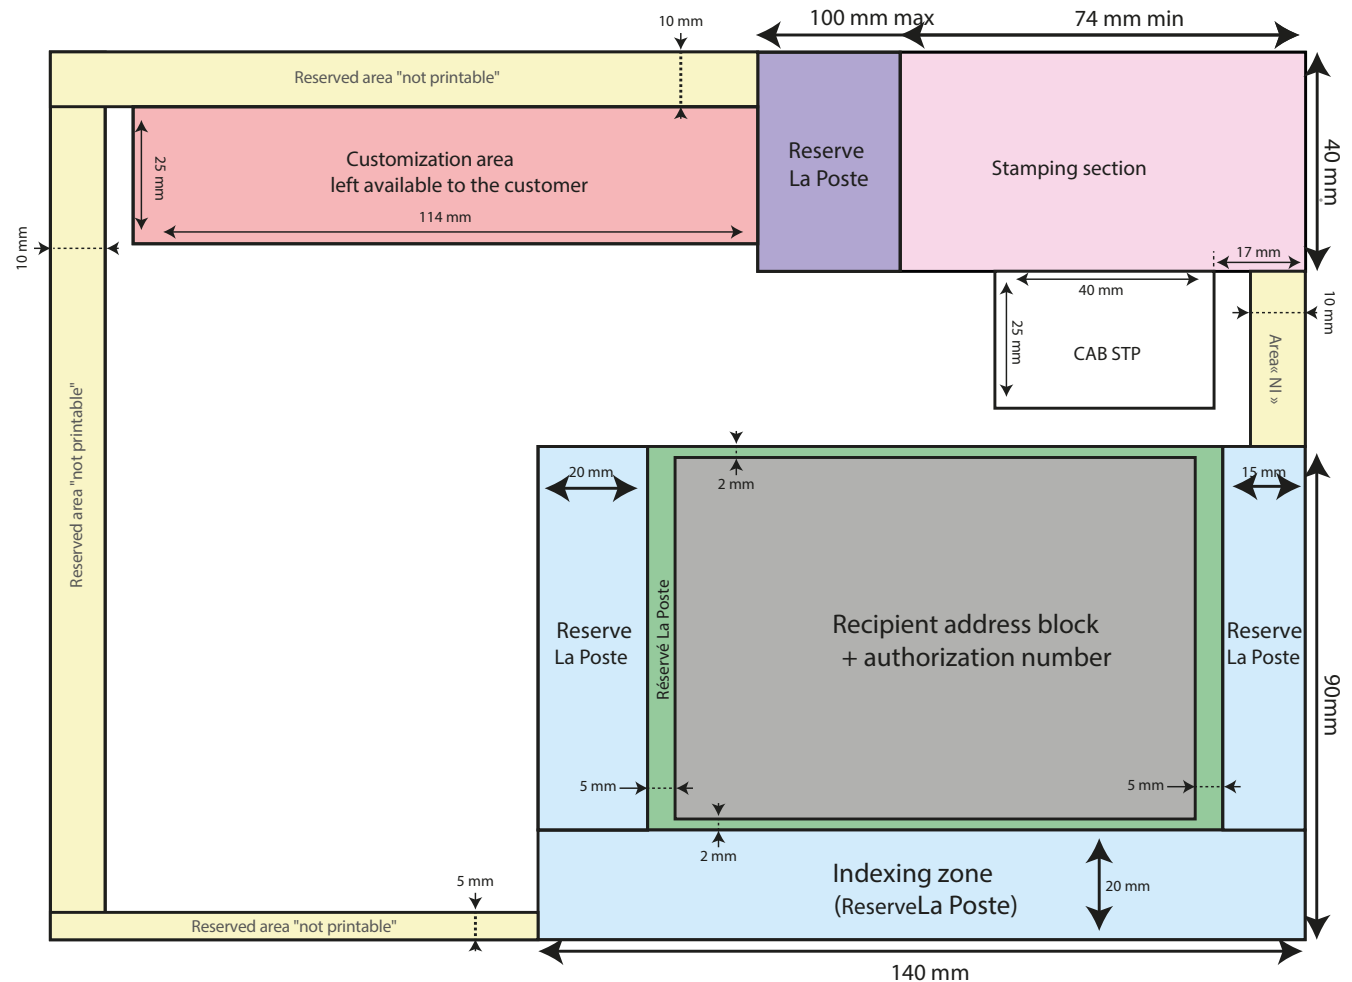 10 mm
100 mm max
74 mm min
Reserved area "not printable"
Customization area
left available to the customer
25 mm
114 mm
Reserve
La Poste
Stamping section
40 mm
10 mm
17 mm
40 mm
25 mm
CAB STP
10 mm
Area« NI »
Reserved area "not printable"
20 mm
2 mm
15 mm
Reserve
La Poste
Réservé La Poste
Recipient address block
+ authorization number
Reserve
La Poste
90mm
5 mm
5 mm
2 mm
Indexing zone
(ReserveLa Poste)
20 mm
5 mm
Reserved area "not printable"
140 mm